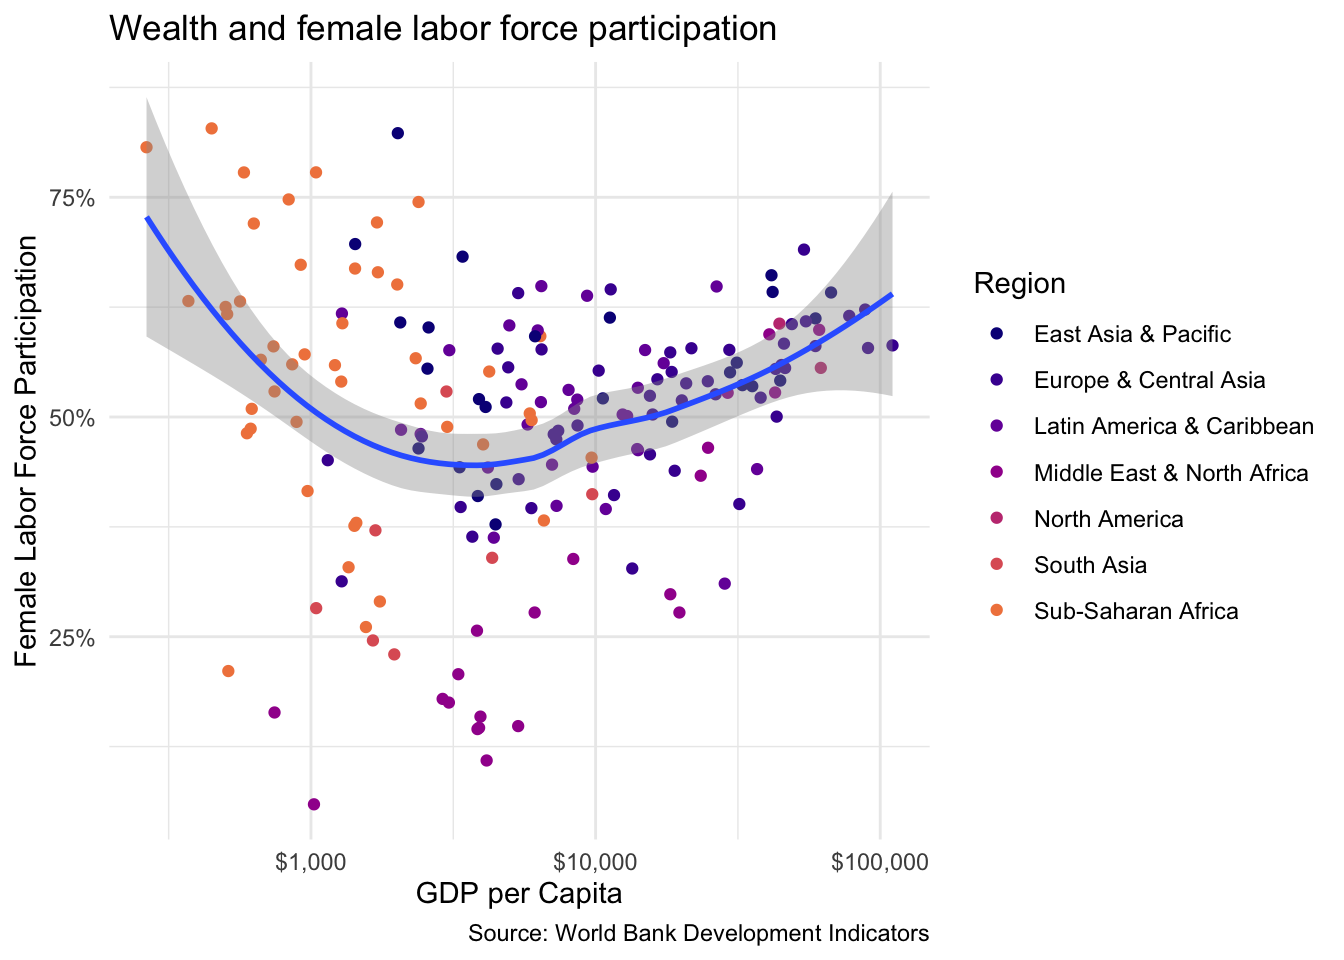 Wealth and female labor force participation
Female Labor Force Participation
75%
50%
25%
$1,000
$10,000
$100,000
GDP per Capita
Source: World Bank Development Indicators
Region
East Asia & Pacific
Europe & Central Asia
Latin America & Caribbean
Middle East & North Africa
North America
South Asia
Sub-Saharan Africa